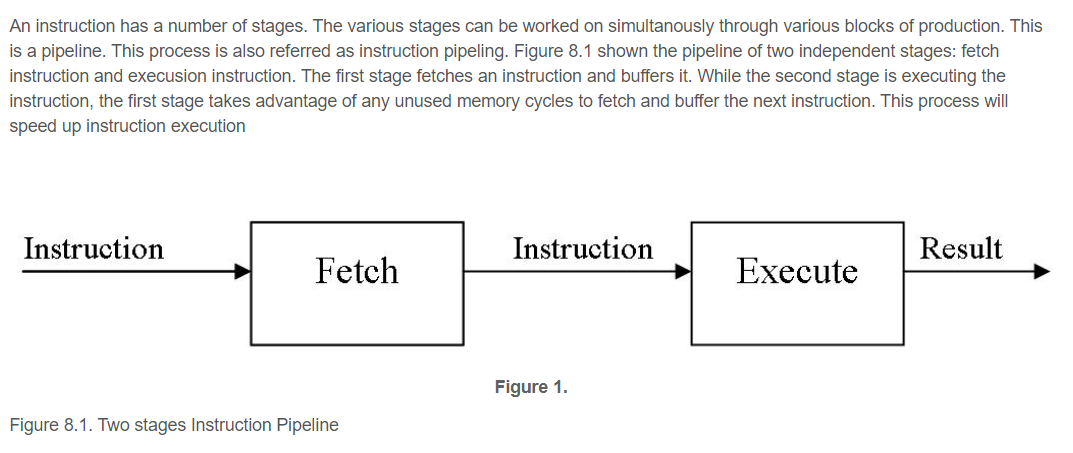 An instruction has a number of stages. The various stages can be worked on simultanously through various blocks of production. This
is a pipeline. This process is also referred as instruction pipeling. Figure 8.1 shown the pipeline of two independent stages: fetch
instruction and execusion instruction. The first stage fetches an instruction and buffers it. While the second stage is executing the
instruction, the first stage takes advantage of any unused memory cycles to fetch and buffer the next instruction. This process will
speed up instruction execution
Instruction
Fetch
Instruction
Execute
Result
Figure 1.
Figure 8.1. Two stages Instruction Pipeline